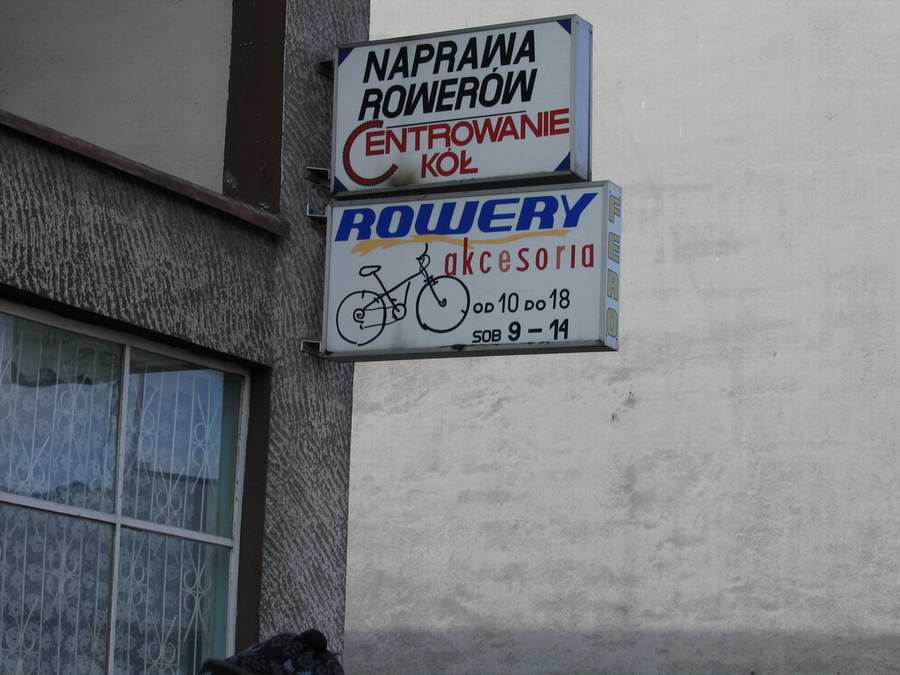 NAPRAWA
ROWERÓW
CENTROWANIE
KÓŁ
ROWERY
akcesoria
OD 10 DO 18
SOB 9 - 14
FERO